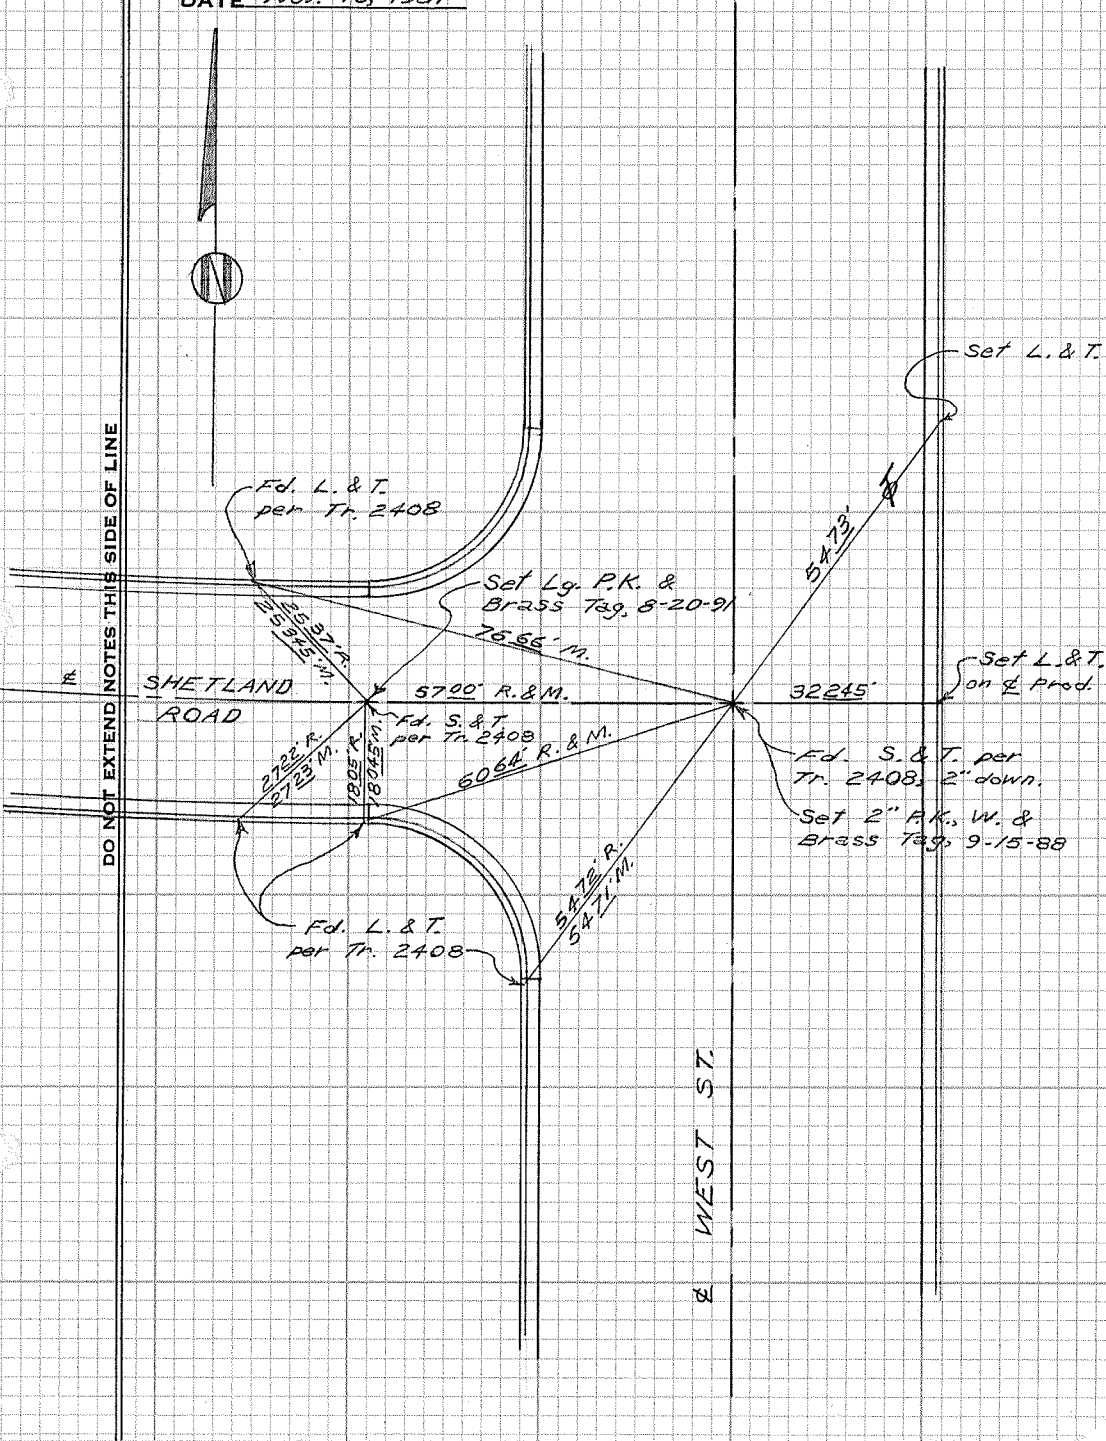 DATE Nov.
N
DO NOT EXTEND NOTES THIS SIDE OF LINE
Set L. & T.
Fd. L. & T.
per Tr. 2408
54 73'
Set Lg. P.K. &
Brass Tag, 8-20-91
25 37' R.
25 345' M.
76 66' M.
Set L. & T.
on ℄ Prod.
℄ SHETLAND
ROAD
57 00' R. & M.
32 245'
Fd. S. & T.
per Tr. 2408
27 22' R.
27 23' M.
18 05' R.
18 045' M.
60 64' R. & M.
Fd. S. & T. per
Tr. 2408, 2" down.
Set 2" P.K., W. &
Brass Tag, 9-15-88
54 72' R.
54 71' M.
Fd. L. & T.
per Tr. 2408
℄ WEST ST.